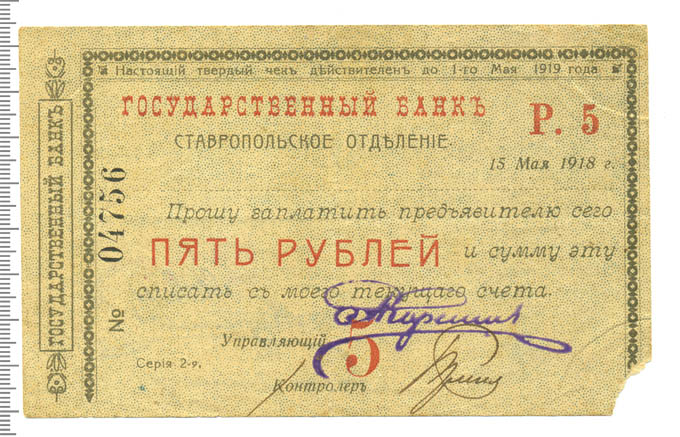 Настоящій твердый чекъ дѣйствителенъ до 1-го Мая 1919 года
ГОСУДАРСТВЕННЫЙ БАНКЪ
Р. 5
СТАВРОПОЛЬСКОЕ ОТДѢЛЕНІЕ.
15 Мая 1918 г.
Прошу заплатить предъявителю сего
ПЯТЬ РУБЛЕЙ и сумму эту
списать съ моего текущаго счета.
Управляющій
5
Серія 2-я.
Контролеръ
ГОСУДАРСТВЕННЫЙ БАНКЪ
№ 04756